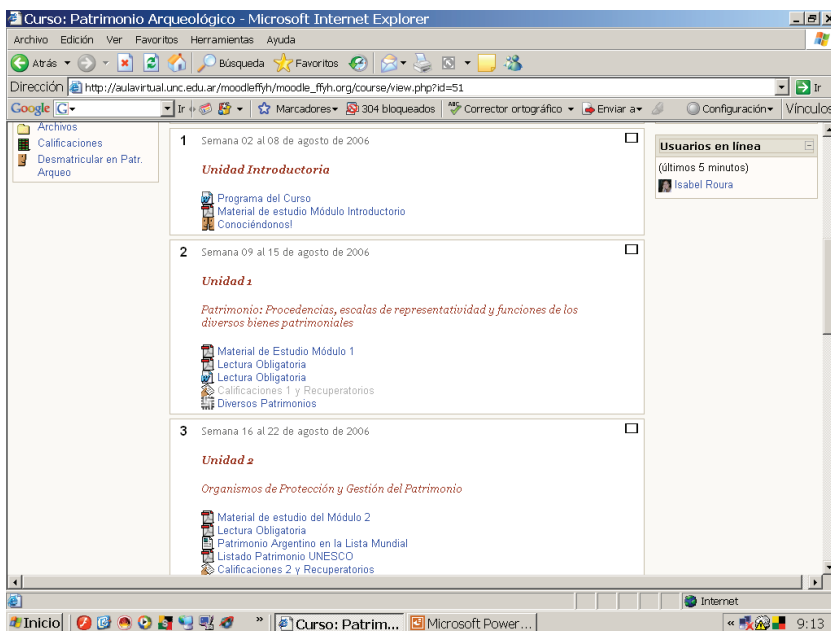 Curso: Patrimonio Arqueológico - Microsoft Internet Explorer
Archivo Edición Ver Favoritos Herramientas Ayuda
Atrás Búsqueda Favoritos
Dirección http://aulavirtual.unc.edu.ar/moodleffyh/moodle_ffyh.org/course/view.php?id=51 Ir
Google G Ir Marcadores 304 bloqueados ABC Corrector ortográfico Enviar a Configuración Vínculos
Archivos
Calificaciones
Desmatricular en Patr.
Arqueo
1 Semana 02 al 08 de agosto de 2006
Unidad Introductoria
Programa del Curso
Material de estudio Módulo Introductorio
Conociéndonos!
2 Semana 09 al 15 de agosto de 2006
Unidad 1
Patrimonio: Procedencias, escalas de representatividad y funciones de los
diversos bienes patrimoniales
Material de Estudio Módulo 1
Lectura Obligatoria
Lectura Obligatoria
Calificaciones 1 y Recuperatorios
Diversos Patrimonios
3 Semana 16 al 22 de agosto de 2006
Unidad 2
Organismos de Protección y Gestión del Patrimonio
Material de estudio del Módulo 2
Lectura Obligatoria
Patrimonio Argentino en la Lista Mundial
Listado Patrimonio UNESCO
Calificaciones 2 y Recuperatorios
Usuarios en línea
(últimos 5 minutos)
Isabel Roura
Internet
Inicio » Curso: Patrim... Microsoft Power... « 9:13